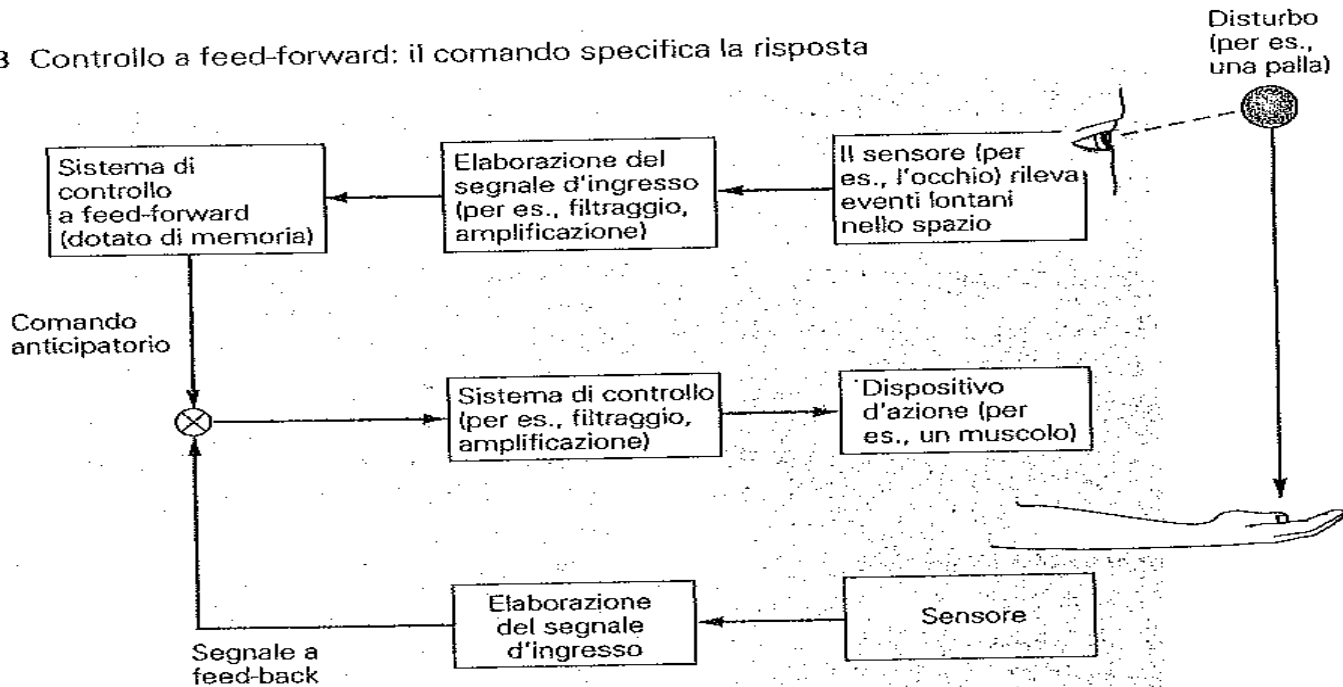 B Controllo a feed-forward: il comando specifica la risposta
Disturbo
(per es.,
una palla)
Sistema di
controllo
a feed-forward
(dotato di memoria)
Elaborazione del
segnale d'ingresso
(per es., filtraggio,
amplificazione)
Il sensore (per
es., l'occhio) rileva
eventi lontani
nello spazio
Comando
anticipatorio
Sistema di controllo
(per es., filtraggio,
amplificazione)
Dispositivo
d'azione (per
es., un muscolo)
Elaborazione
del segnale
d'ingresso
Sensore
Segnale a
feed-back